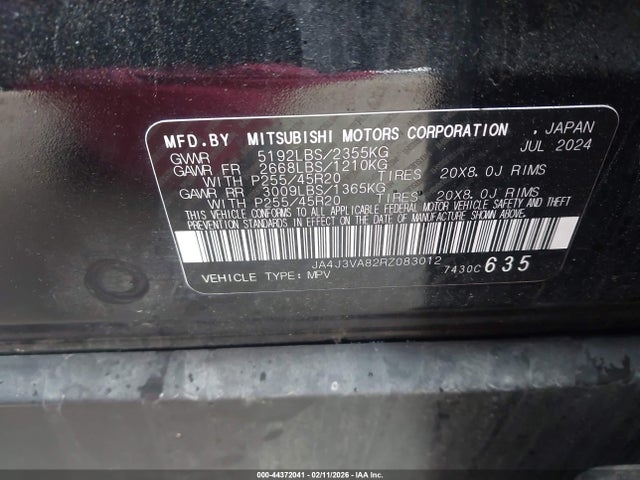 MFD.BY MITSUBISHI MOTORS CORPORATION , JAPAN
JUL 2024
GVWR 5192LBS/2355KG
GAWR FR 2668LBS/1210KG
WITH P255/45R20 TIRES 20X8.0J RIMS
GAWR RR 3009LBS/1365KG
WITH P255/45R20 TIRES 20X8.0J RIMS
THIS VEHICLE CONFORMS TO ALL APPLICABLE FEDERAL MOTOR VEHICLE SAFETY AND THEFT
PREVENTION STANDARDS IN EFFECT ON THE DATE OF MANUFACTURE SHOWN ABOVE.
JA4J3VA82RZ083012
VEHICLE TYPE:MPV 7430C 635
000-44372041 - 02/11/2026 - IAAI Inc.